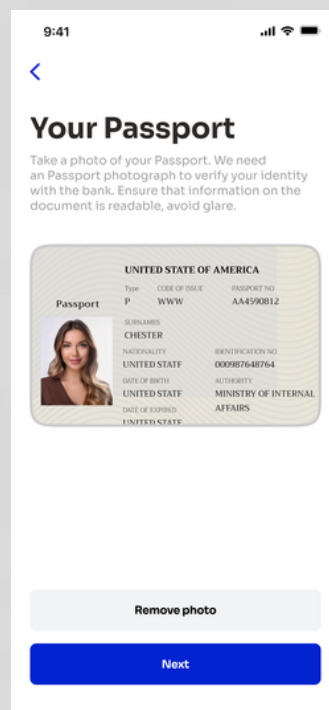 9:41
Your Passport
Take a photo of your Passport. We need
an Passport photograph to verify your identity
with the bank. Ensure that information on the
document is readable, avoid glare.
UNITED STATE OF AMERICA
Type CODE OF ISSUE PASSPORT NO
Passport P WWW AA4590812
SURNAMES
CHESTER
NATIONALITY IDENTIFICATION NO
UNITED STATF 000987648764
DATE OF BIRTH AUTHORITY
UNITED STATF MINISTRY OF INTERNAL
DATE OF EXPIRED AFFAIRS
UNITED STATE
Remove photo
Next